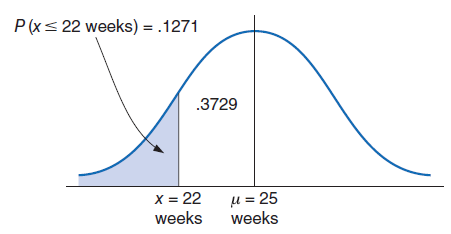 P (x ≤ 22 weeks) = .1271
.3729
x = 22 weeks
μ = 25 weeks